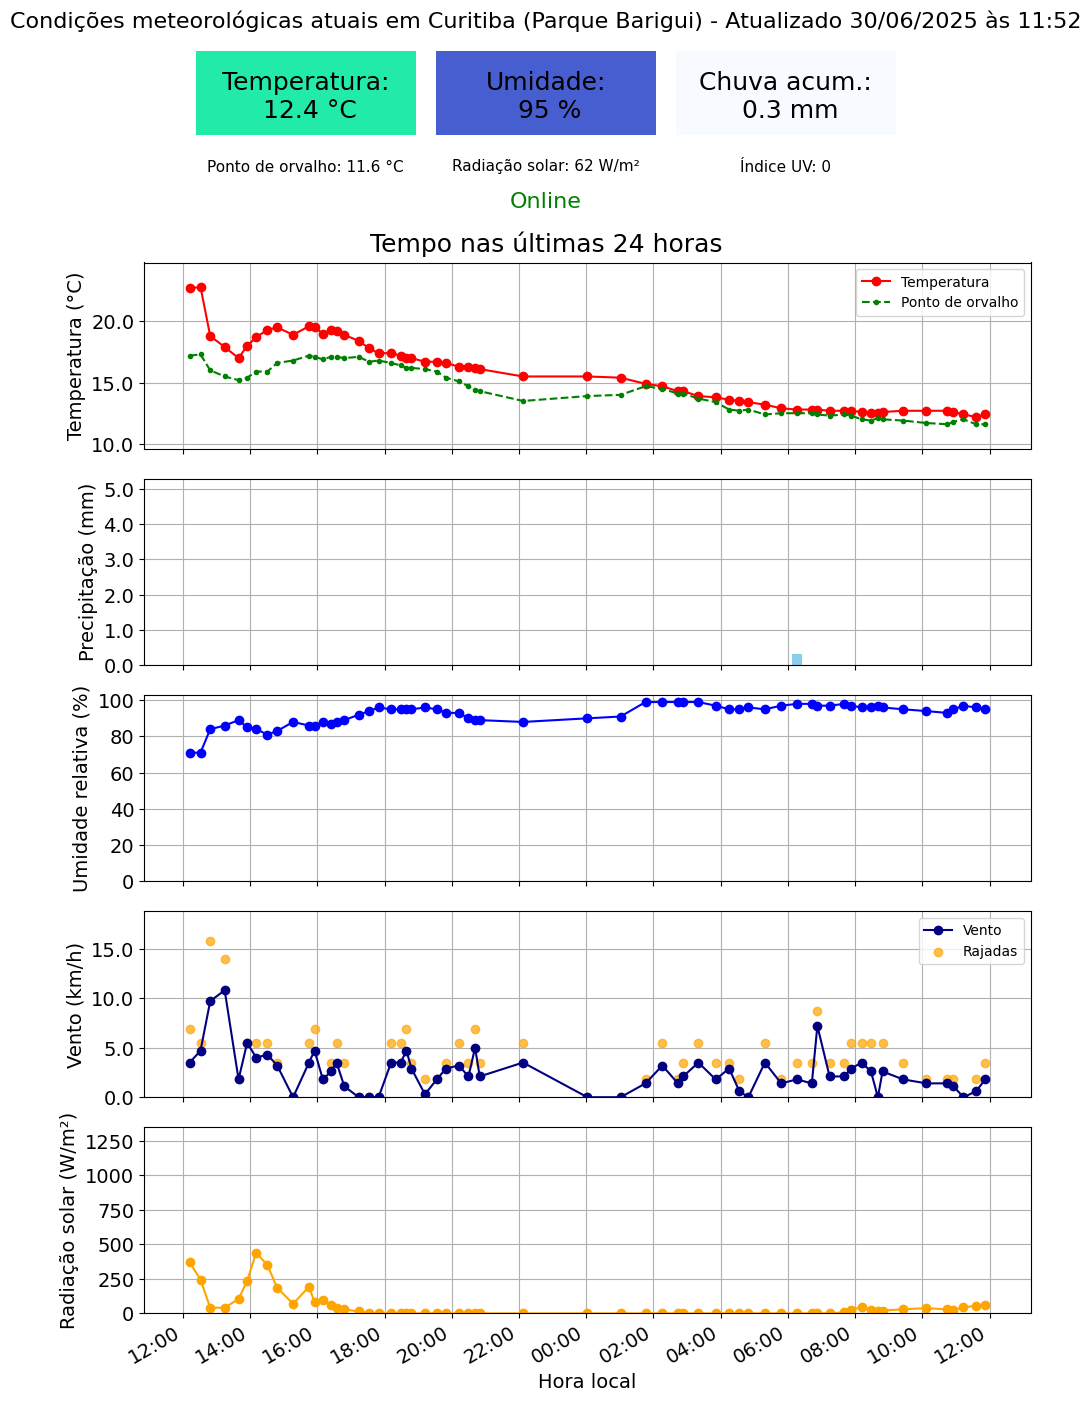 Condições meteorológicas atuais em Curitiba (Parque Barigui) - Atualizado 30/06/2025 às 11:52
Temperatura:
12.4 °C
Umidade:
95 %
Chuva acum.:
0.3 mm
Ponto de orvalho: 11.6 °C
Radiação solar: 62 W/m²
Índice UV: 0
Online
Tempo nas últimas 24 horas
Temperatura (°C)
20.0
15.0
10.0
Temperatura
Ponto de orvalho
Precipitação (mm)
5.0
4.0
3.0
2.0
1.0
0.0
Umidade relativa (%)
100
80
60
40
20
0
Vento (km/h)
15.0
10.0
5.0
0.0
Vento
Rajadas
Radiação solar (W/m²)
1250
1000
750
500
250
0
12:00
14:00
16:00
18:00
20:00
22:00
00:00
02:00
04:00
06:00
08:00
10:00
12:00
Hora local